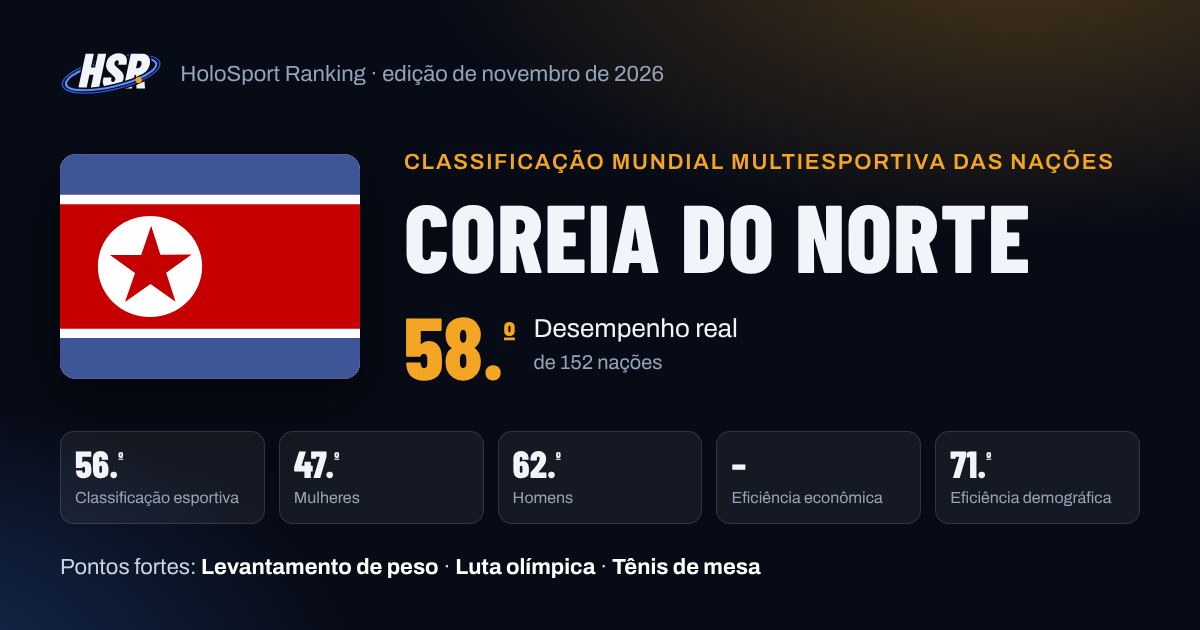 HSR
HoloSport Ranking · edição de novembro de 2026
CLASSIFICAÇÃO MUNDIAL MULTIESPORTIVA DAS NAÇÕES
COREIA DO NORTE
58.º
Desempenho real
de 152 nações
56.º
Classificação esportiva
47.º
Mulheres
62.º
Homens
–
Eficiência econômica
71.º
Eficiência demográfica
Pontos fortes: Levantamento de peso · Luta olímpica · Tênis de mesa